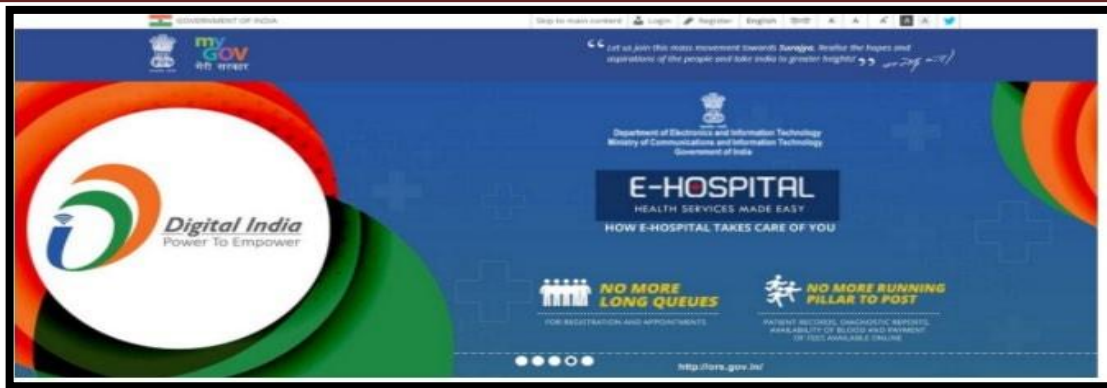 GOVERNMENT OF INDIA
Skip to main content Login Register English हिन्दी A A A A A
my
GOV
मेरी सरकार
“ Let us join this mass movement towards Surajya. Realise the hopes and
aspirations of the people and take India to greater heights! ”
Department of Electronics and Information Technology
Ministry of Communications and Information Technology
Government of India
E-HOSPITAL
HEALTH SERVICES MADE EASY
HOW E-HOSPITAL TAKES CARE OF YOU
Digital India
Power To Empower
NO MORE
LONG QUEUES
FOR REGISTRATION AND APPOINTMENTS
NO MORE RUNNING
PILLAR TO POST
PATIENT RECORDS, DIAGNOSTIC REPORTS,
AVAILABILITY OF BLOOD AND PAYMENT
OF FEES AVAILABLE ONLINE
http://ors.gov.in/